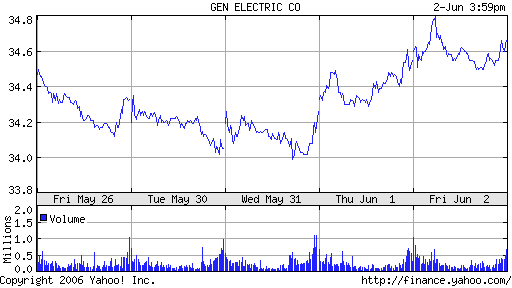 GEN ELECTRIC CO 2-Jun 3:59pm
34.8
34.6
34.4
34.2
34.0
33.8
Fri May 26 Tue May 30 Wed May 31 Thu Jun 1 Fri Jun 2
2.0
1.5
1.0
0.5
0.0
Millions
Volume
Copyright 2006 Yahoo! Inc. http://finance.yahoo.com/